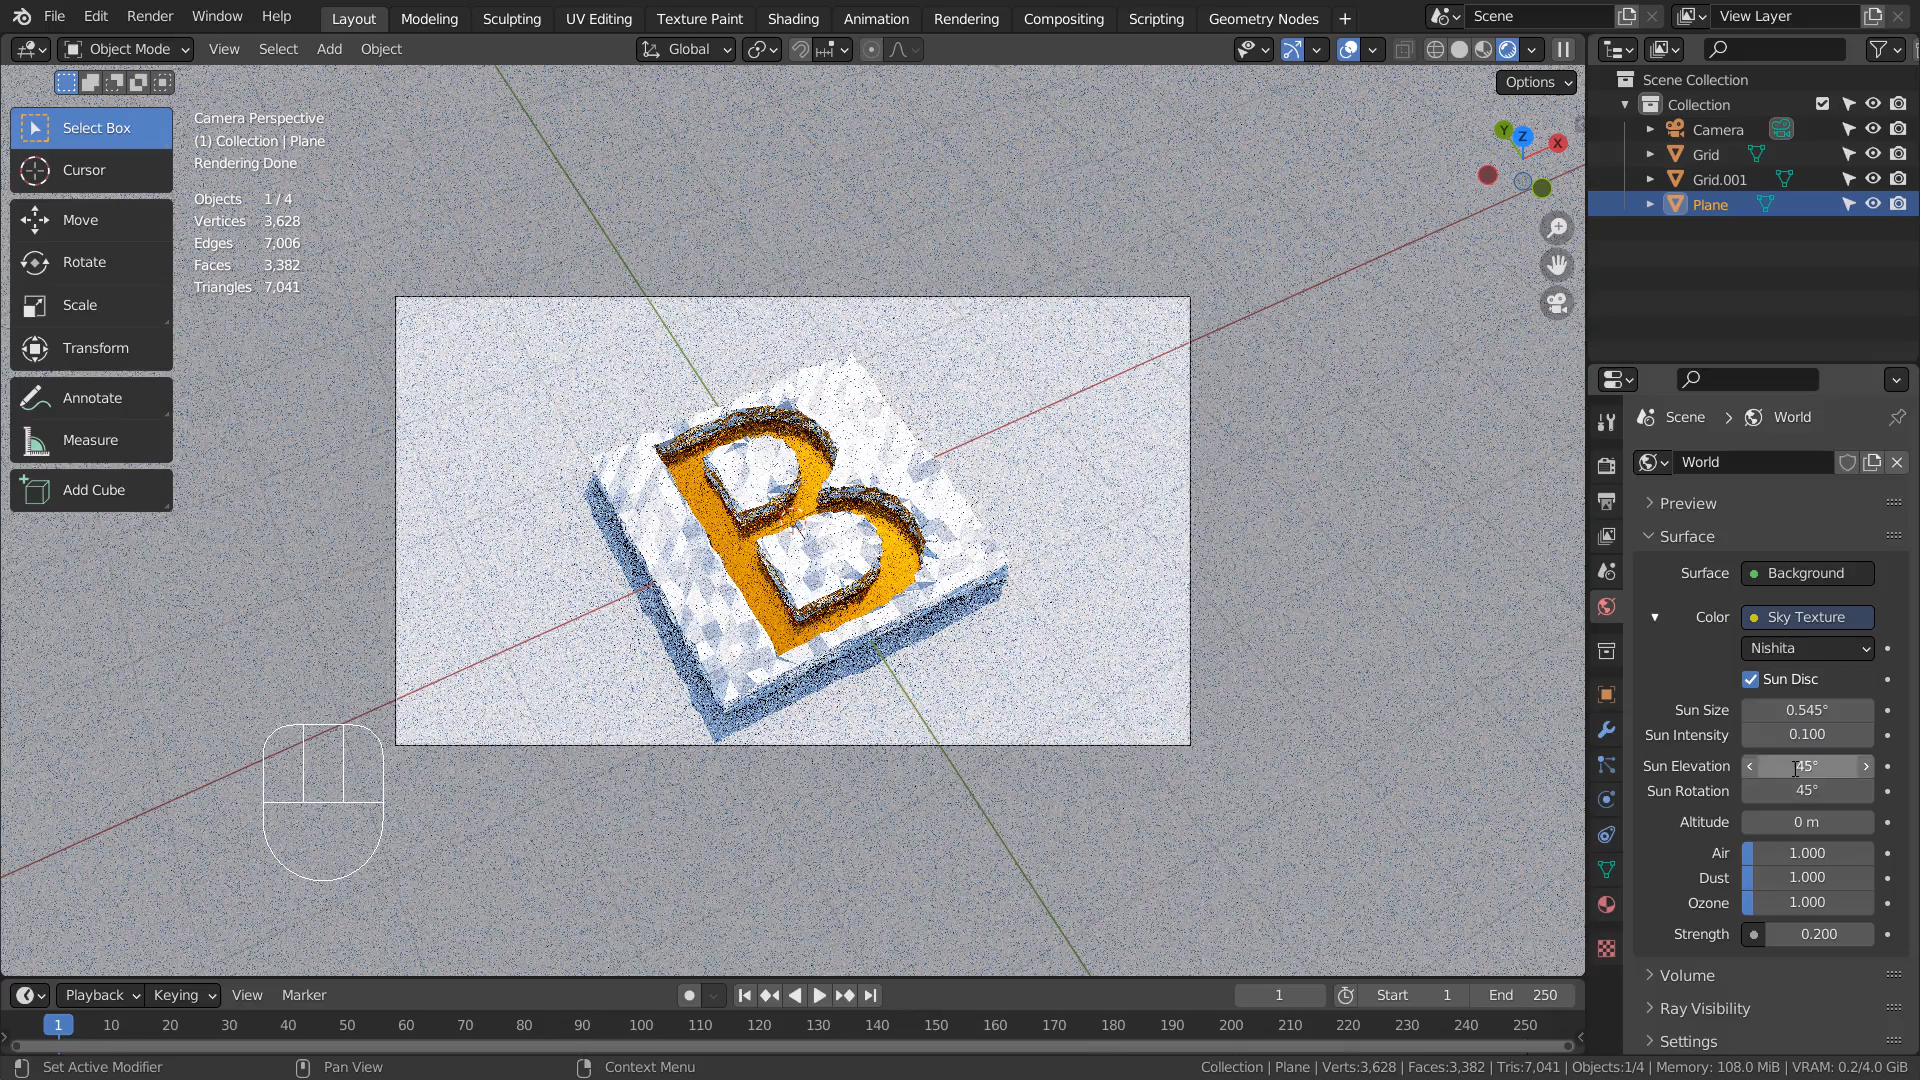 File Edit Render Window Help Layout Modeling Sculpting UV Editing Texture Paint Shading Animation Rendering Compositing Scripting Geometry Nodes + Scene View Layer
Object Mode View Select Add Object Global
Options
Select Box
Cursor
Move
Rotate
Scale
Transform
Annotate
Measure
Add Cube
Camera Perspective
(1) Collection | Plane
Rendering Done
Objects 1 / 4
Vertices 3,628
Edges 7,006
Faces 3,382
Triangles 7,041
Y Z X
B
Scene Collection
Collection
Camera
Grid
Grid.001
Plane
Scene > World
World
Preview
Surface
Surface Background
Color Sky Texture
Nishita
Sun Disc
Sun Size 0.545°
Sun Intensity 0.100
Sun Elevation 45°
Sun Rotation 45°
Altitude 0 m
Air 1.000
Dust 1.000
Ozone 1.000
Strength 0.200
Volume
Ray Visibility
Settings
Playback Keying View Marker 1 Start 1 End 250
1 10 20 30 40 50 60 70 80 90 100 110 120 130 140 150 160 170 180 190 200 210 220 230 240 250
Set Active Modifier Pan View Context Menu Collection | Plane | Verts:3,628 | Faces:3,382 | Tris:7,041 | Objects:1/4 | Memory: 108.0 MiB | VRAM: 0.2/4.0 GiB